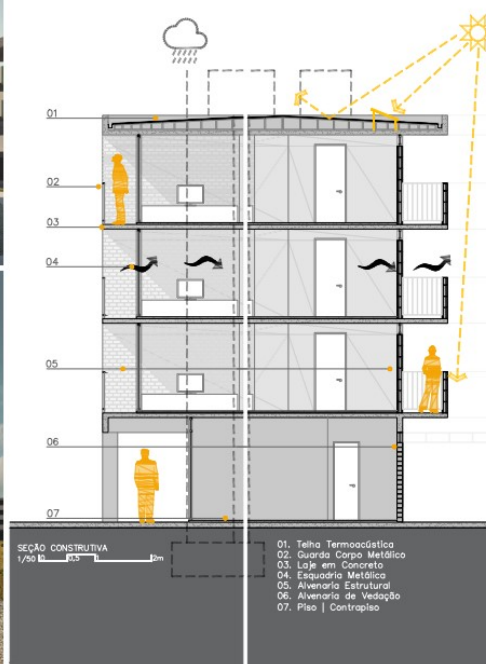 01
02
03
04
05
06
07
SEÇÃO CONSTRUTIVA
1/50 0 0,5 1 2m
01. Telha Termoacústica
02. Guarda Corpo Metálico
03. Laje em Concreto
04. Esquadria Metálica
05. Alvenaria Estrutural
06. Alvenaria de Vedação
07. Piso | Contrapiso